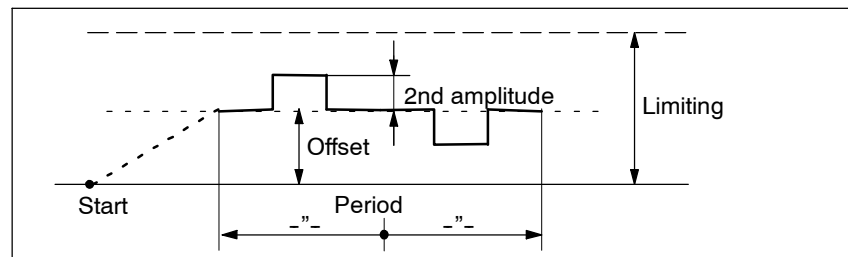 2nd amplitude
Limiting
Offset
Start
Period
-”- -”-